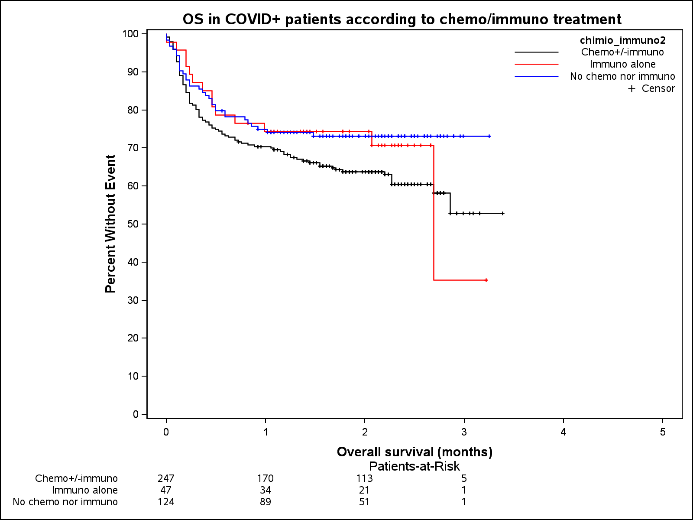 OS in COVID+ patients according to chemo/immuno treatment
chimio_immuno2
Chemo+/-immuno
Immuno alone
No chemo nor immuno
+ Censor
Percent Without Event
100
90
80
70
60
50
40
30
20
10
0
0 1 2 3 4 5
Overall survival (months)
Patients-at-Risk
Chemo+/-immuno 247 170 113 5
Immuno alone 47 34 21 1
No chemo nor immuno 124 89 51 1